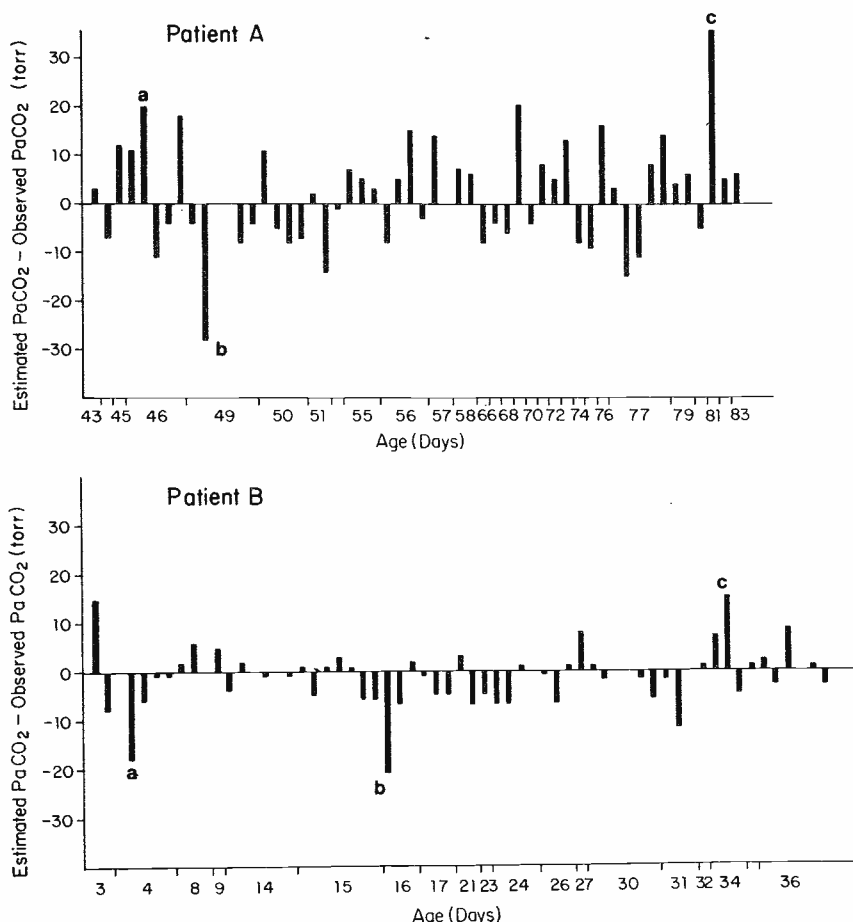 Patient A
Estimated PaCO2 – Observed PaCO2 (torr)
30
20
10
0
-10
-20
-30
a
b
c
43 45 46 49 50 51 55 56 57 58 66 68 70 72 74 76 77 79 81 83
Age (Days)
Patient B
Estimated PaCO2 – Observed PaCO2 (torr)
30
20
10
0
-10
-20
-30
a
b
c
3 4 8 9 14 15 16 17 21 23 24 26 27 30 31 32 34 36
Age (Days)